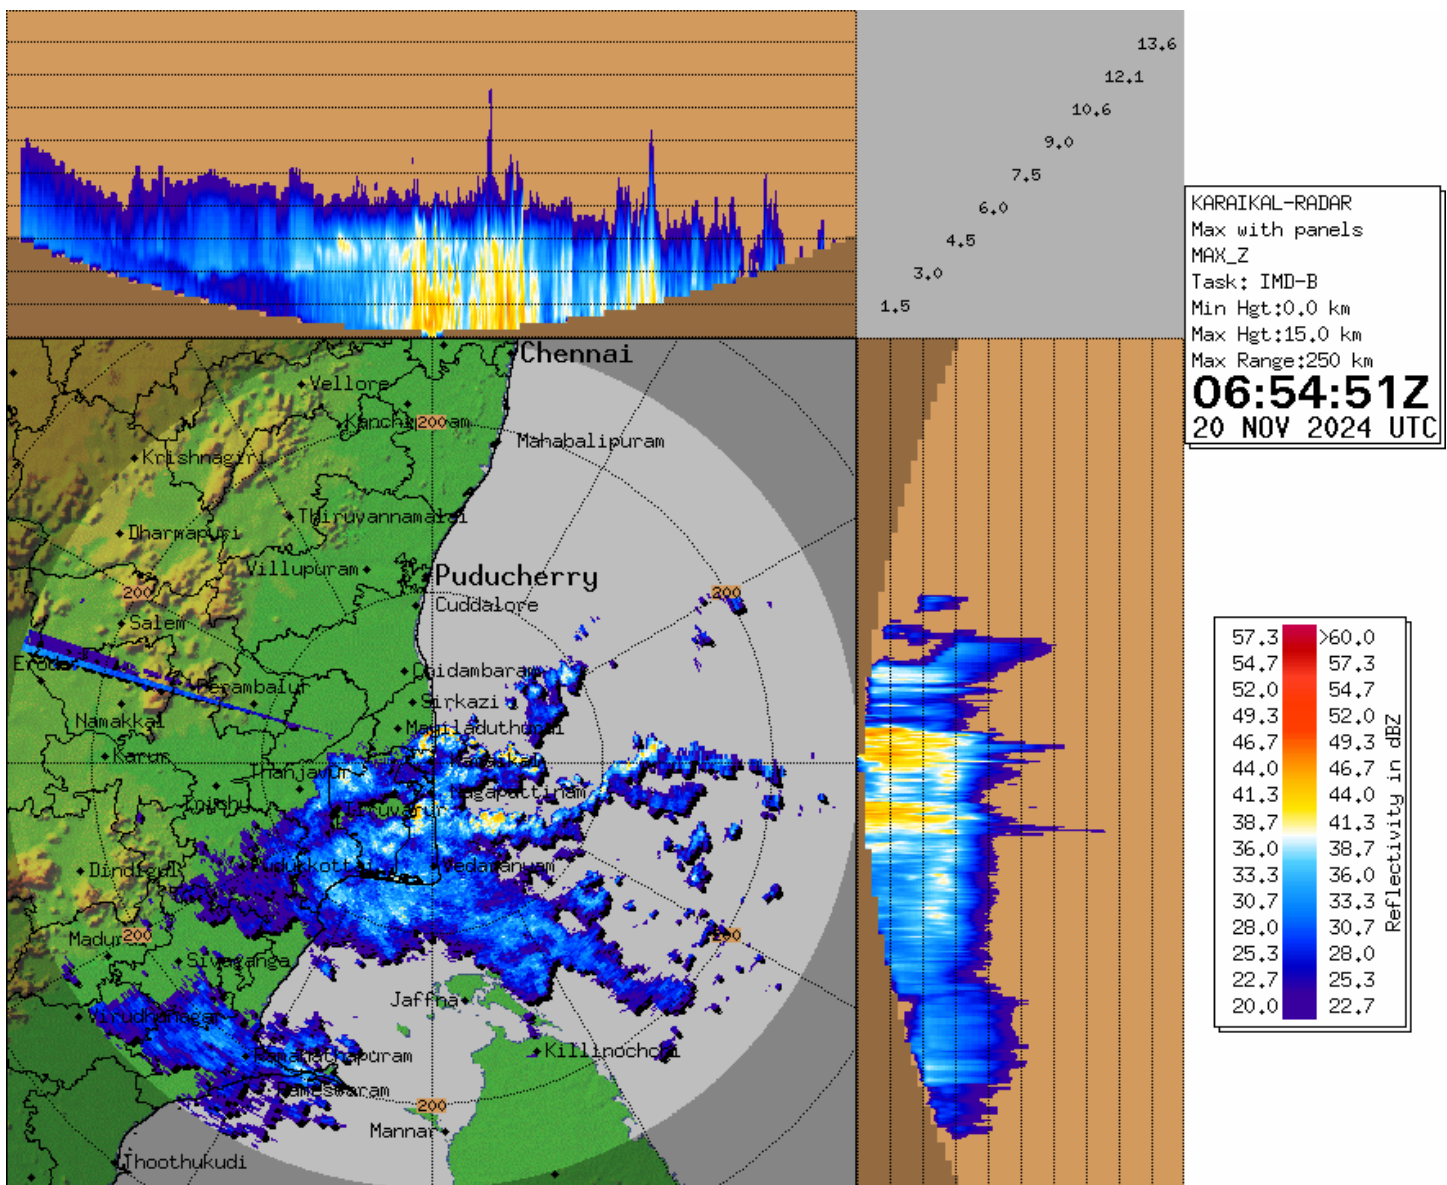 13.6
12.1
10.6
9.0
7.5
6.0
4.5
3.0
1.5
KARAIKAL-RADAR
Max with panels
MAX_Z
Task: IMD-B
Min Hgt:0.0 km
Max Hgt:15.0 km
Max Range:250 km
06:54:51Z
20 NOV 2024 UTC
Chennai
Vellore
200
Mahabalipuram
Krishnagiri
Thiruvannamalai
Dharmapuri
Villupuram
Puducherry
200
200
Cuddalore
Salem
Chidambaram
Perambalur
Sirkazi
Namakkal
Mayiladuthurai
Karur
Karaikal
Thanjavur
Nagapattinam
Tiruvarur
Pudukkottai
Vedaranyam
Dindigul
200
200
Sivaganga
Jaffna
Virudhunagar
Killinochchi
Ramanathapuram
Rameswaram
200
Mannar
Thoothukudi
57.3 >60.0
54.7 57.3
52.0 54.7
49.3 52.0
46.7 49.3
44.0 46.7
41.3 44.0
38.7 41.3
36.0 38.7
33.3 36.0
30.7 33.3
28.0 30.7
25.3 28.0
22.7 25.3
20.0 22.7
Reflectivity in dBZ